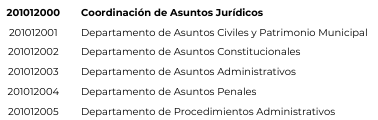 201012000 Coordinación de Asuntos Jurídicos
201012001 Departamento de Asuntos Civiles y Patrimonio Municipal
201012002 Departamento de Asuntos Constitucionales
201012003 Departamento de Asuntos Administrativos
201012004 Departamento de Asuntos Penales
201012005 Departamento de Procedimientos Administrativos